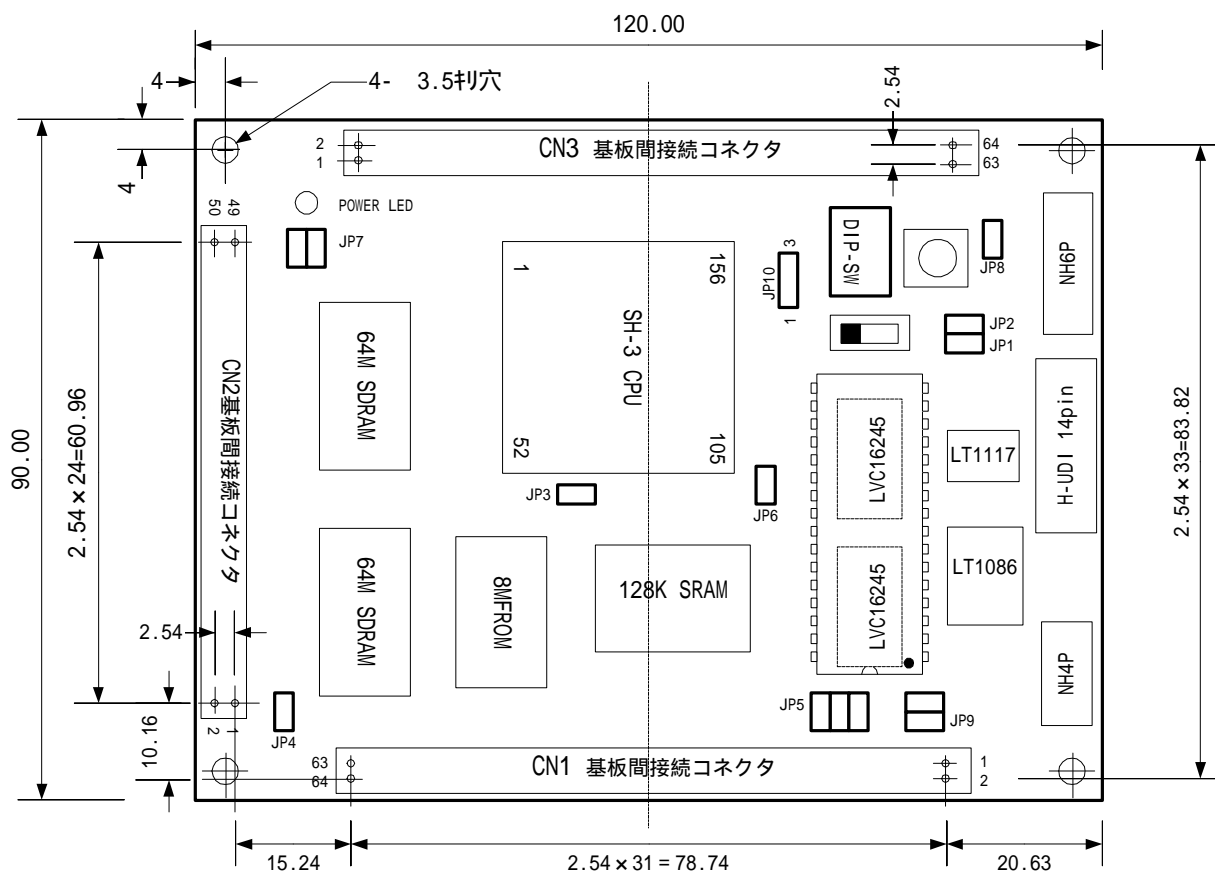 120.00
4
4- 3.5キリ穴
2.54
4
2
1
CN3 基板間接続コネクタ
64
63
50
49
POWER LED
JP7
1
156
SH-3 CPU
52
105
3
JP10
1
DIP-SW
JP8
NH6P
JP2
JP1
64M SDRAM
CN2基板間接続コネクタ
2.54×24=60.96
90.00
H-UDI 14pin
2.54×33=83.82
LVC16245
LT1117
JP3
JP6
64M SDRAM
8MFROM
128K SRAM
LVC16245
LT1086
2.54
NH4P
JP5
JP9
2
1
JP4
10.16
63
64
CN1 基板間接続コネクタ
1
2
15.24
2.54×31=78.74
20.63